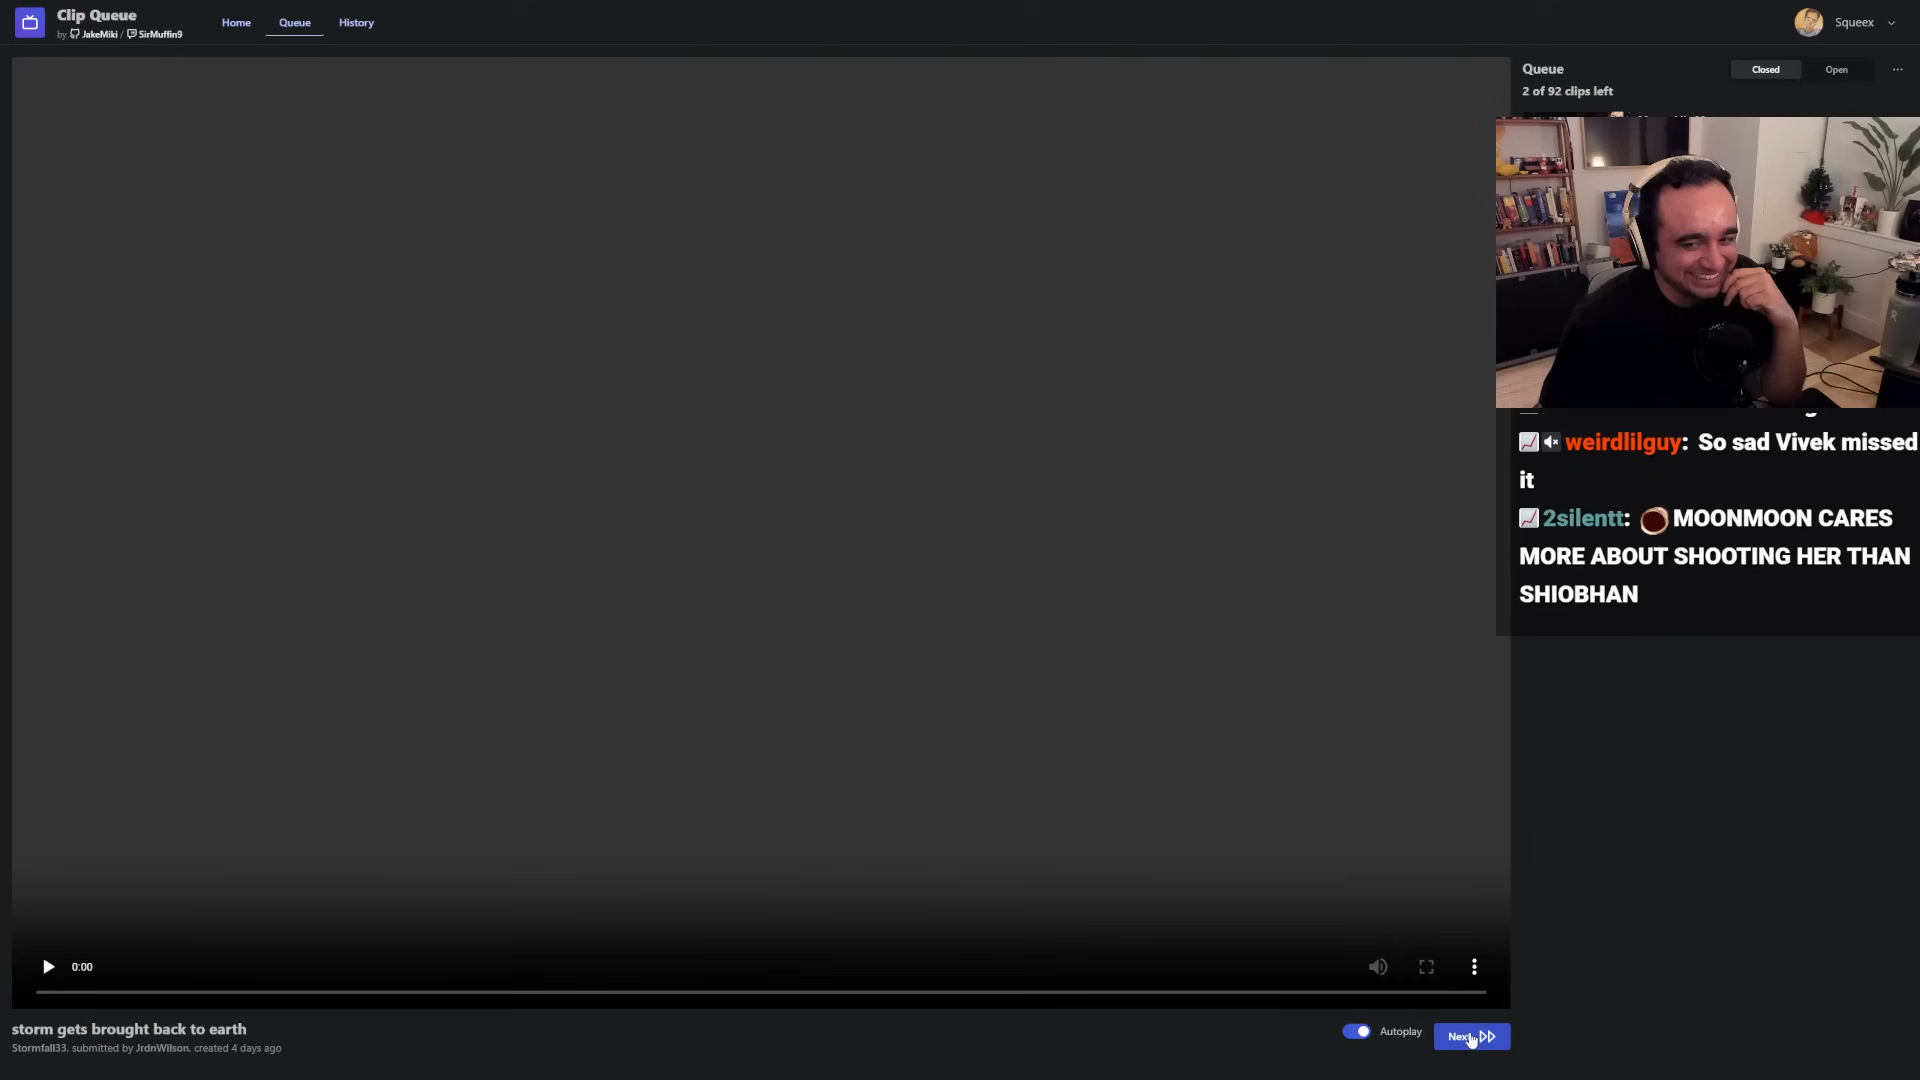 Clip Queue
by JakeMiki / SirMuffin9
Home
Queue
History
Squeex
Queue
Closed
Open
2 of 92 clips left
weirdlilguy: So sad Vivek missed
it
2silentt: MOONMOON CARES
MORE ABOUT SHOOTING HER THAN
SHIOBHAN
0:00
storm gets brought back to earth
Stormfall33, submitted by JrdnWilson, created 4 days ago
Autoplay
Next